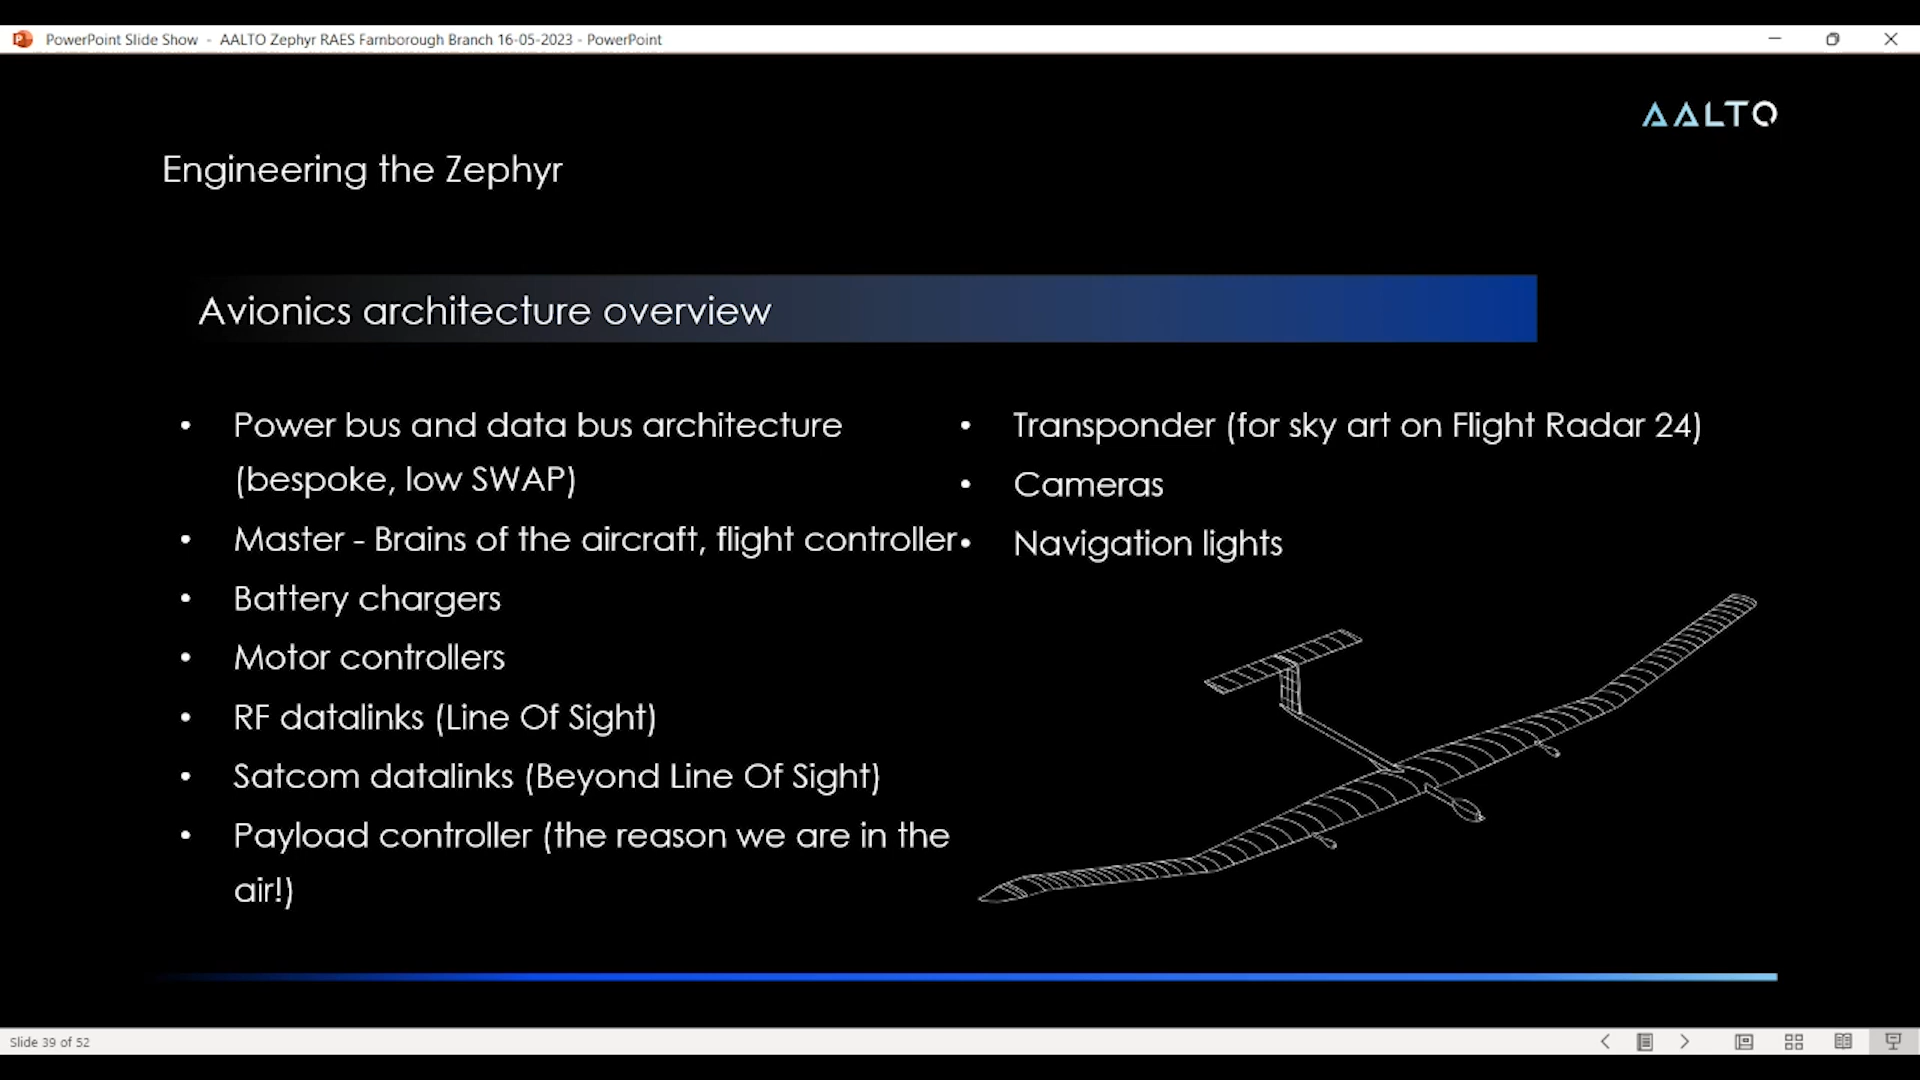 PowerPoint Slide Show - AALTO Zephyr RAES Farnborough Branch 16-05-2023 - PowerPoint
AALTO
Engineering the Zephyr
Avionics architecture overview
• Power bus and data bus architecture
(bespoke, low SWAP)
• Master - Brains of the aircraft, flight controller
• Battery chargers
• Motor controllers
• RF datalinks (Line Of Sight)
• Satcom datalinks (Beyond Line Of Sight)
• Payload controller (the reason we are in the
air!)
• Transponder (for sky art on Flight Radar 24)
• Cameras
• Navigation lights
Slide 39 of 52